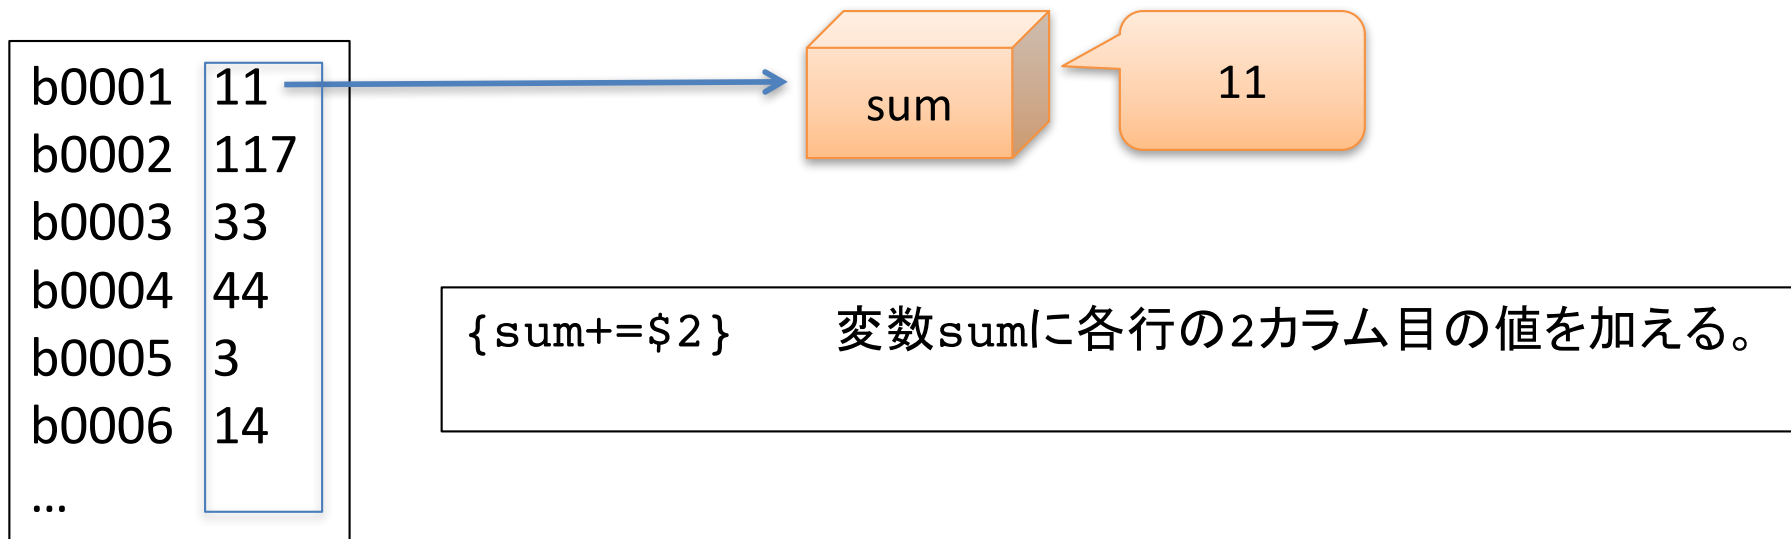 b0001 11
b0002 117
b0003 33
b0004 44
b0005 3
b0006 14
…
sum
11
{sum+=$2} 変数sumに各行の2カラム目の値を加える。